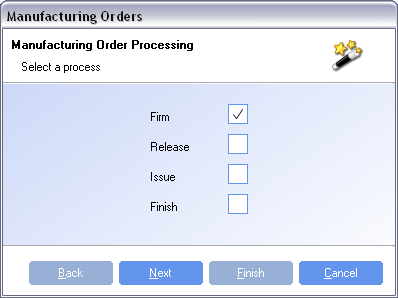 Manufacturing Orders
Manufacturing Order Processing
Select a process
Firm
Release
Issue
Finish
Back Next Finish Cancel